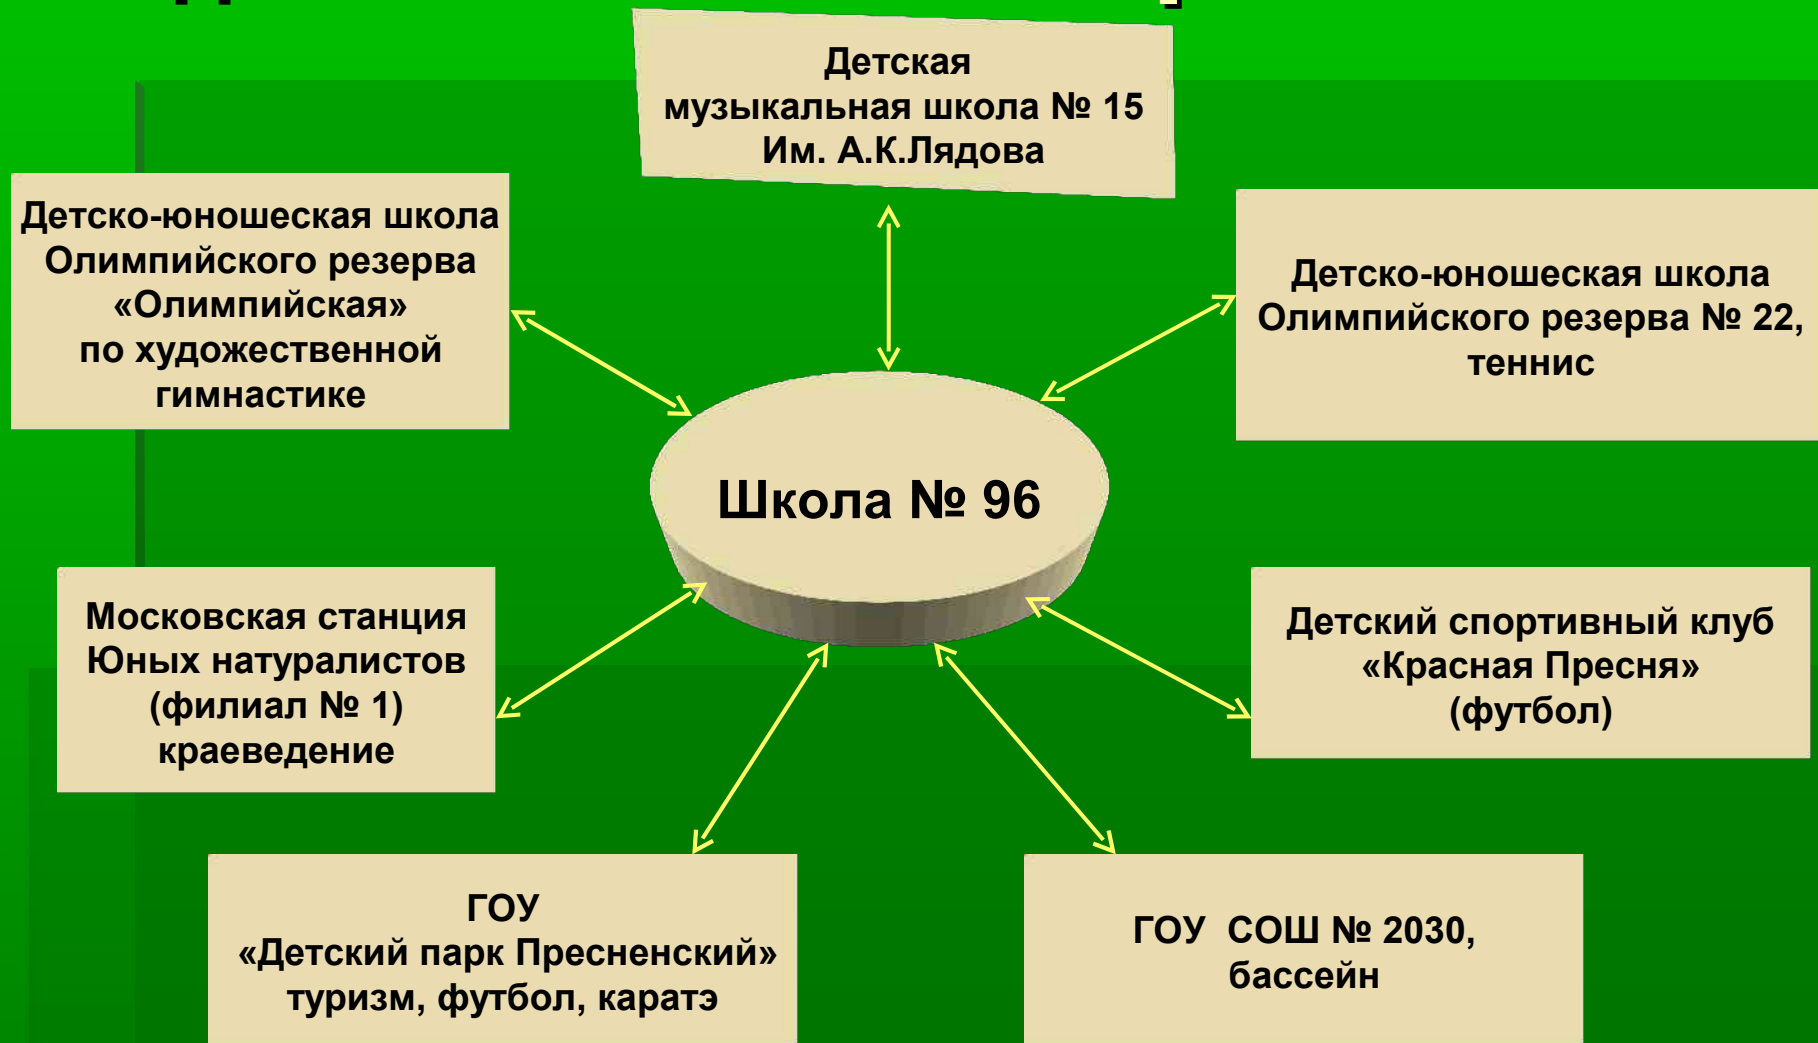 Детская
музыкальная школа № 15
Им. А.К.Лядова
Детско-юношеская школа
Олимпийского резерва
«Олимпийская»
по художественной
гимнастике
Детско-юношеская школа
Олимпийского резерва № 22,
теннис
Школа № 96
Московская станция
Юных натуралистов
(филиал № 1)
краеведение
Детский спортивный клуб
«Красная Пресня»
(футбол)
ГОУ
«Детский парк Пресненский»
туризм, футбол, каратэ
ГОУ СОШ № 2030,
бассейн